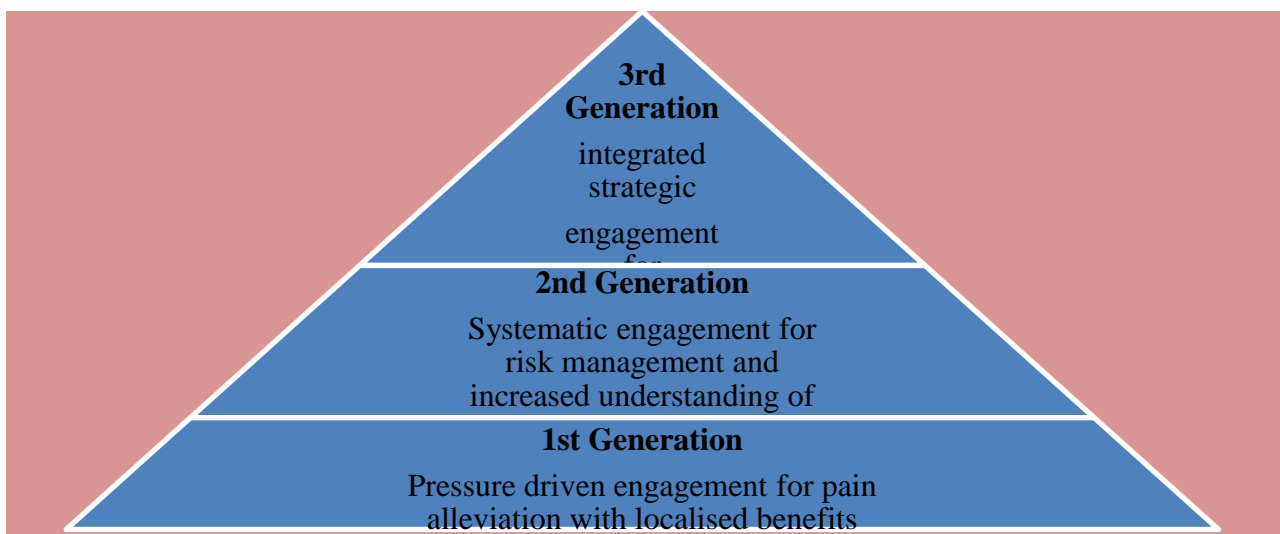 3rd
Generation
integrated
strategic
engagement
for
2nd Generation
Systematic engagement for
risk management and
increased understanding of
1st Generation
Pressure driven engagement for pain
alleviation with localised benefits